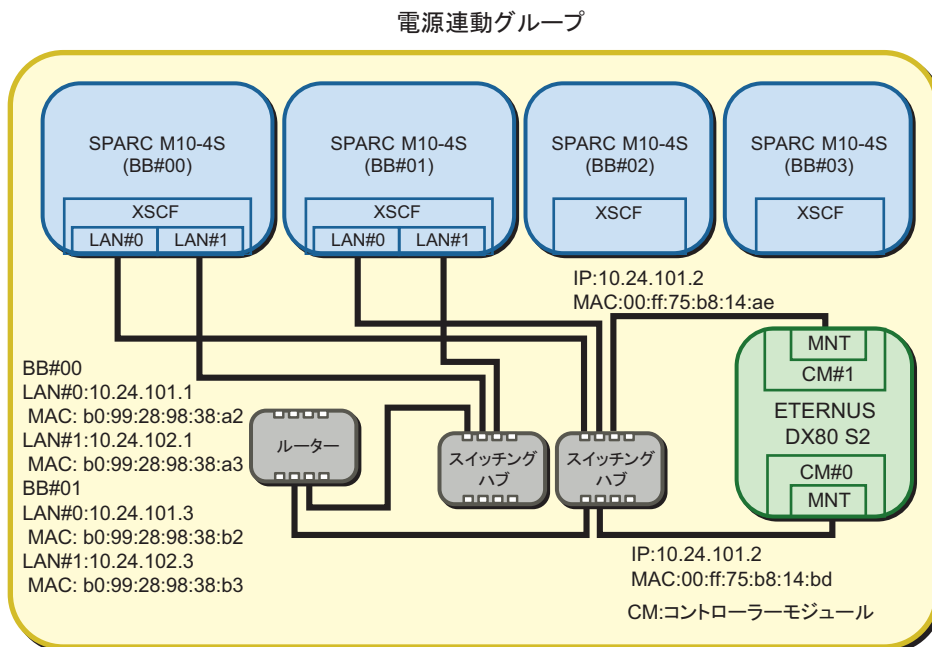 電源連動グループ
SPARC M10-4S
(BB#00)
XSCF
LAN#0 LAN#1
SPARC M10-4S
(BB#01)
XSCF
LAN#0 LAN#1
SPARC M10-4S
(BB#02)
XSCF
SPARC M10-4S
(BB#03)
XSCF
IP:10.24.101.2
MAC:00:ff:75:b8:14:ae
MNT
CM#1
ETERNUS
DX80 S2
CM#0
MNT
BB#00
LAN#0:10.24.101.1
MAC: b0:99:28:98:38:a2
LAN#1:10.24.102.1
MAC: b0:99:28:98:38:a3
BB#01
LAN#0:10.24.101.3
MAC: b0:99:28:98:38:b2
LAN#1:10.24.102.3
MAC: b0:99:28:98:38:b3
ルーター
スイッチング
ハブ
スイッチング
ハブ
IP:10.24.101.2
MAC:00:ff:75:b8:14:bd
CM:コントローラーモジュール